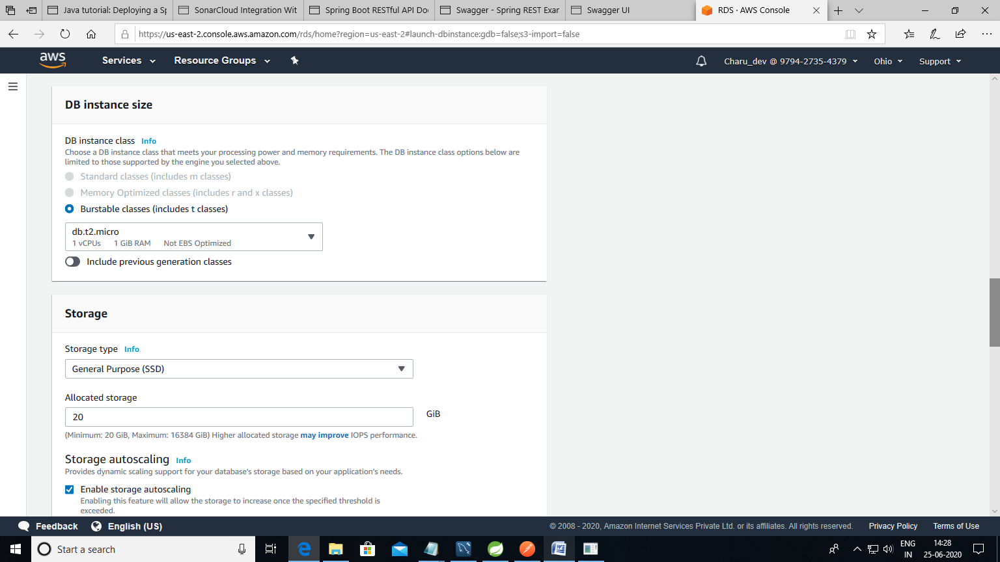 Java tutorial: Deploying a Sp
SonarCloud Integration Wit
Spring Boot RESTful API Doc
Swagger - Spring REST Exar
Swagger UI
RDS · AWS Console
https://us-east-2.console.aws.amazon.com/rds/home?region=us-east-2#launch-dbinstance:gdb=false;s3-import=false
aws
Services
Resource Groups
Charu_dev @ 9794-2735-4379
Ohio
Support
DB instance size
DB instance class Info
Choose a DB instance class that meets your processing power and memory requirements. The DB instance class options below are
limited to those supported by the engine you selected above.
Standard classes (includes m classes)
Memory Optimized classes (includes r and x classes)
Burstable classes (includes t classes)
db.t2.micro
1 vCPUs 1 GiB RAM Not EBS Optimized
Include previous generation classes
Storage
Storage type Info
General Purpose (SSD)
Allocated storage
20
GiB
(Minimum: 20 GiB, Maximum: 16384 GiB) Higher allocated storage may improve IOPS performance.
Storage autoscaling Info
Provides dynamic scaling support for your database's storage based on your application's needs.
Enable storage autoscaling
Enabling this feature will allow the storage to increase once the specified threshold is
exceeded.
Feedback
English (US)
© 2008 - 2020, Amazon Internet Services Private Ltd. or its affiliates. All rights reserved.
Privacy Policy
Terms of Use
Start a search
ENG
IN
14:28
25-06-2020